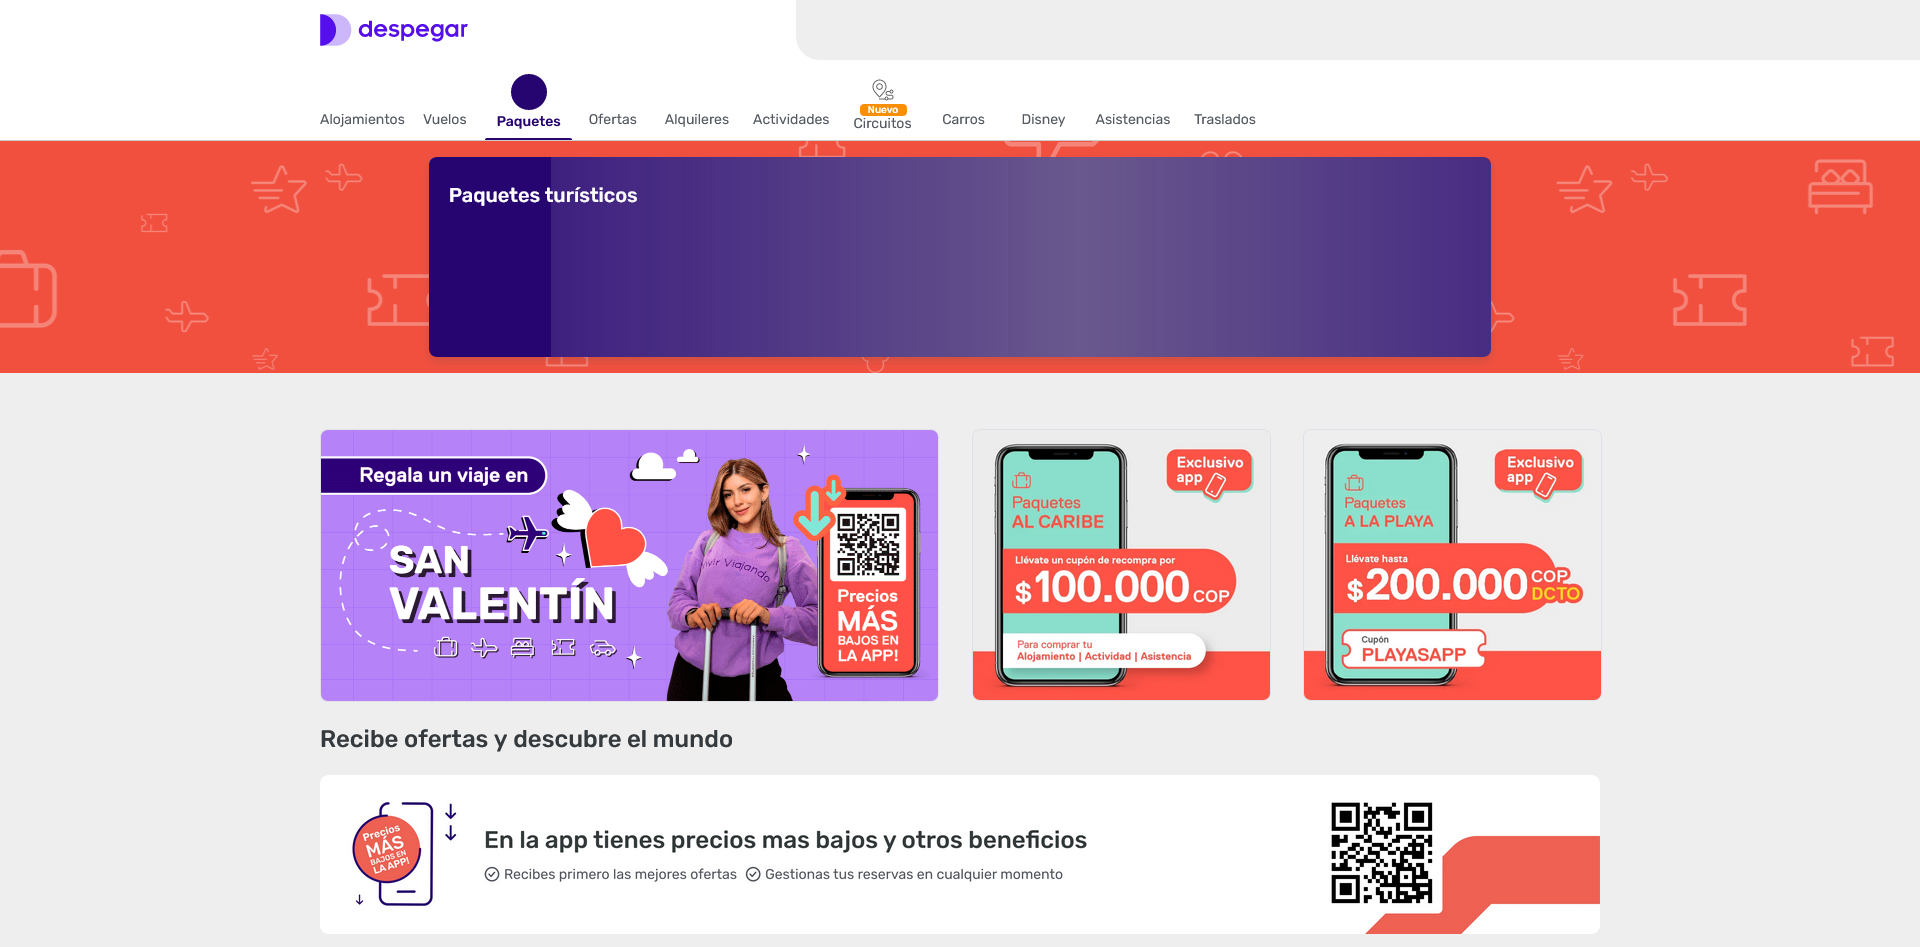 despegar
Alojamientos
Vuelos
Paquetes
Ofertas
Alquileres
Actividades
Nuevo
Circuitos
Carros
Disney
Asistencias
Traslados
Paquetes turísticos
Regala un viaje en
SAN
VALENTÍN
Vivir Viajando
Precios
MÁS
BAJOS EN
LA APP!
Exclusivo
app
Paquetes
AL CARIBE
Llévate un cupón de recompra por
$100.000 COP
Para comprar tu
Alojamiento | Actividad | Asistencia
Exclusivo
app
Paquetes
A LA PLAYA
Llévate hasta
$200.000 COP
DCTO
Cupón
PLAYASAPP
Recibe ofertas y descubre el mundo
Precios
MÁS
BAJOS EN
LA APP!
En la app tienes precios mas bajos y otros beneficios
Recibes primero las mejores ofertas
Gestionas tus reservas en cualquier momento